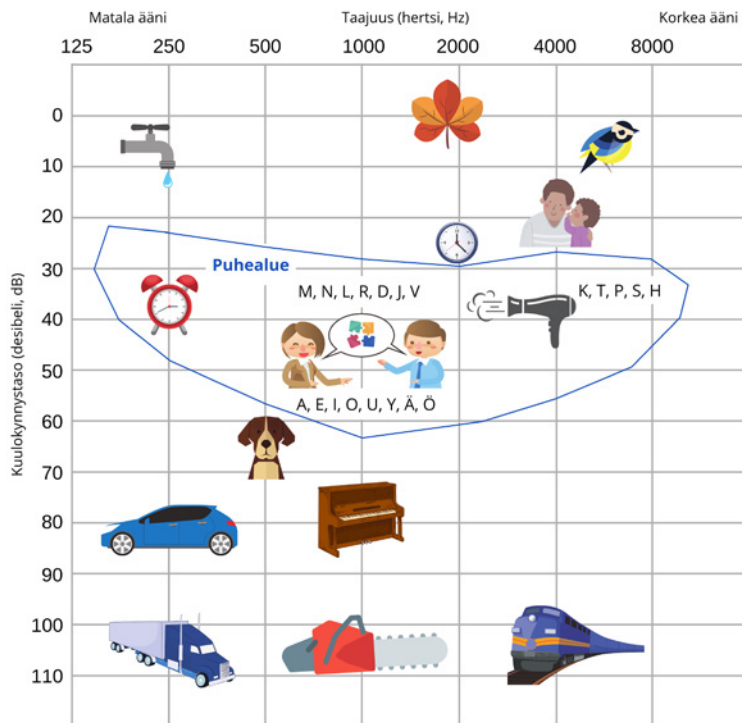 Matala ääni Taajuus (hertsi, Hz) Korkea ääni
125 250 500 1000 2000 4000 8000
Kuulokynnystaso (desibeli, dB)
0
10
20
30
40
50
60
70
80
90
100
110
Puhealue
M, N, L, R, D, J, V
K, T, P, S, H
A, E, I, O, U, Y, Ä, Ö